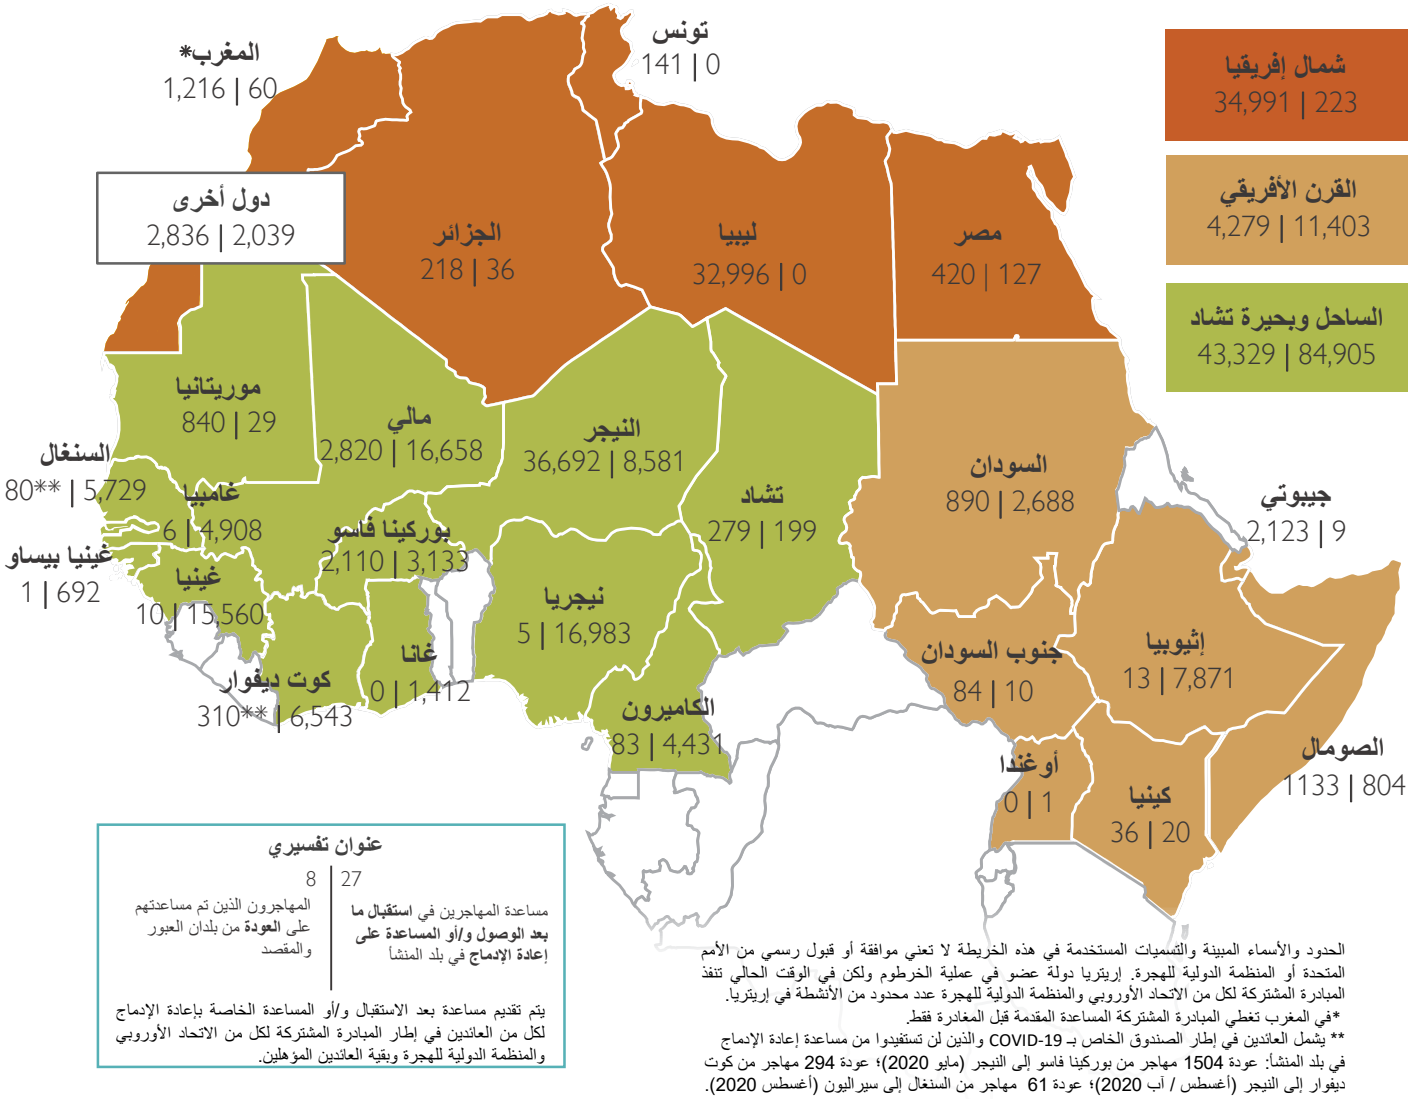 تونس
141 | 0
المغرب*
1,216 | 60
شمال إفريقيا
34,991 | 223
القرن الأفريقي
4,279 | 11,403
الساحل وبحيرة تشاد
43,329 | 84,905
دول أخرى
2,836 | 2,039
الجزائر
218 | 36
ليبيا
32,996 | 0
مصر
420 | 127
موريتانيا
840 | 29
مالي
2,820 | 16,658
النيجر
36,692 | 8,581
تشاد
279 | 199
السودان
890 | 2,688
جيبوتي
2,123 | 9
السنغال
80** | 5,729
غامبيا
6 | 4,908
بوركينا فاسو
2,110 | 3,133
غينيا بيساو
1 | 692
غينيا
10 | 15,560
نيجريا
5 | 16,983
كوت ديفوار
310** | 6,543
غانا
0 | 1,412
الكاميرون
83 | 4,431
جنوب السودان
84 | 10
إثيوبيا
13 | 7,871
الصومال
1133 | 804
أوغندا
0 | 1
كينيا
36 | 20
عنوان تفسيري
8 | 27
مساعدة المهاجرين في استقبال ما
بعد الوصول و/أو المساعدة على
إعادة الإدماج في بلد المنشأ
المهاجرون الذين تم مساعدتهم
على العودة من بلدان العبور
والمقصد
يتم تقديم مساعدة بعد الاستقبال و/أو المساعدة الخاصة بإعادة الإدماج
لكل من العائدين في إطار المبادرة المشتركة لكل من الاتحاد الأوروبي
والمنظمة الدولية للهجرة وبقية العائدين المؤهلين.
الحدود والأسماء المبينة والتسميات المستخدمة في هذه الخريطة لا تعني موافقة أو قبول رسمي من الأمم
المتحدة أو المنظمة الدولية للهجرة. إريتريا دولة عضو في عملية الخرطوم ولكن في الوقت الحالي تنفذ
المبادرة المشتركة لكل من الاتحاد الأوروبي والمنظمة الدولية للهجرة عدد محدود من الأنشطة في إريتريا.
*في المغرب تغطي المبادرة المشتركة المساعدة المقدمة قبل المغادرة فقط.
** يشمل العائدين في إطار الصندوق الخاص بـ COVID-19 والذين لن تستفيدوا من مساعدة إعادة الإدماج
في بلد المنشأ: عودة 1504 مهاجر من بوركينا فاسو إلى النيجر (مايو 2020)؛ عودة 294 مهاجر من كوت
ديفوار إلى النيجر (أغسطس / آب 2020)؛ عودة 61 مهاجر من السنغال إلى سيراليون (أغسطس 2020).